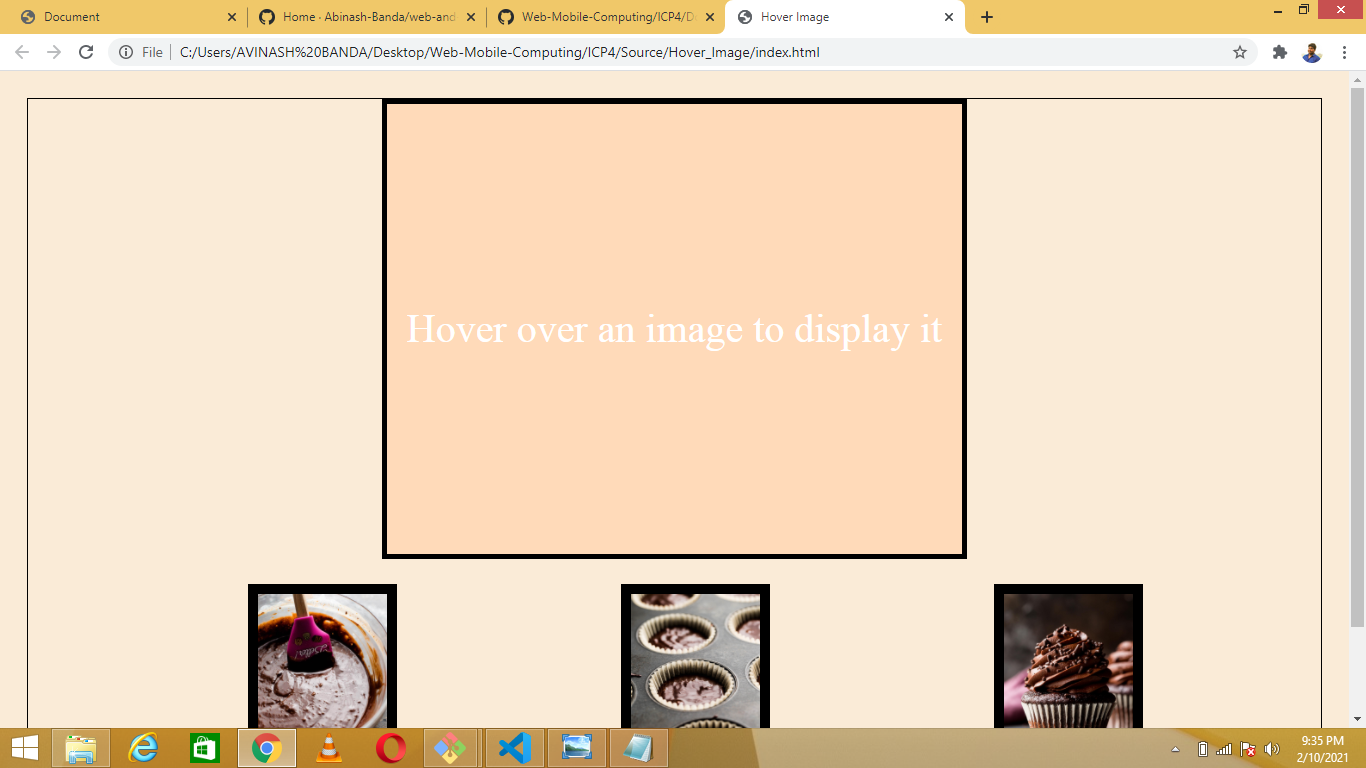 Document
Home · Abinash-Banda/web-and
Web-Mobile-Computing/ICP4/D
Hover Image
File
C:/Users/AVINASH%20BANDA/Desktop/Web-Mobile-Computing/ICP4/Source/Hover_Image/index.html
Hover over an image to display it
9:35 PM
2/10/2021